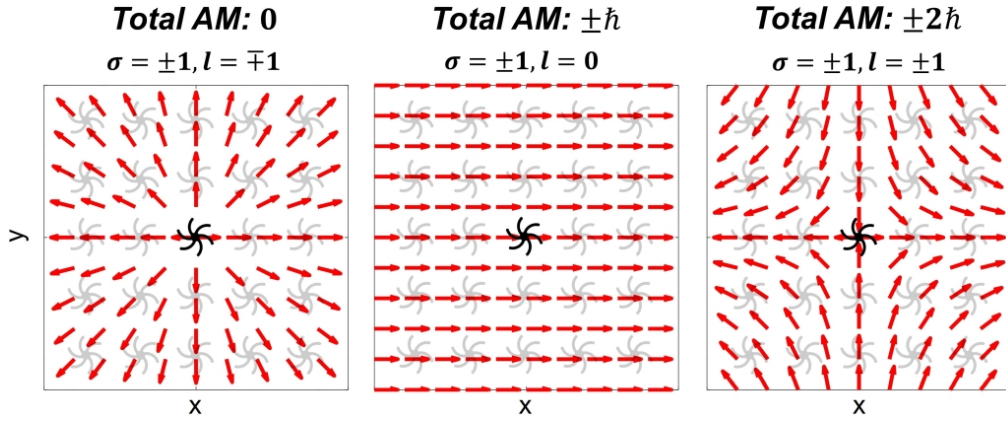 Total AM: 0
σ = ±1, l = ∓1
Total AM: ±ℏ
σ = ±1, l = 0
Total AM: ±2ℏ
σ = ±1, l = ±1
y
x
x
x